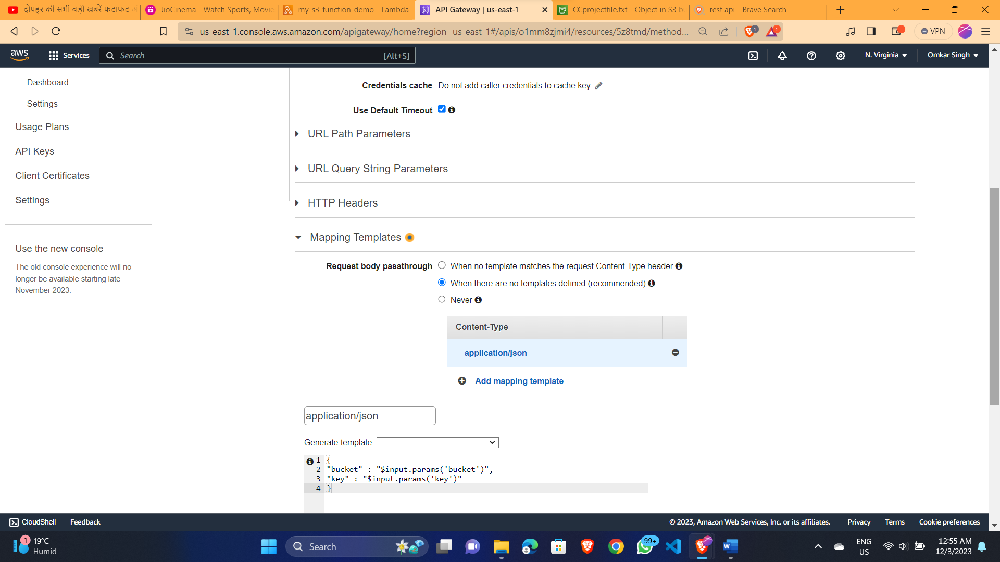 दोपहर की सभी बड़ी खबरें फटाफट
JioCinema - Watch Sports, Movie
my-s3-function-demo - Lambda
API Gateway | us-east-1
CCprojectfile.txt - Object in S3 bu
rest api - Brave Search
us-east-1.console.aws.amazon.com/apigateway/home?region=us-east-1#/apis/o1mm8zjmi4/resources/5z8tmd/method...
1
1
VPN
aws
Services
Search
[Alt+S]
N. Virginia
Omkar Singh
Dashboard
Settings
Usage Plans
API Keys
Client Certificates
Settings
Use the new console
The old console experience will no
longer be available starting late
November 2023.
Credentials cache Do not add caller credentials to cache key
Use Default Timeout
URL Path Parameters
URL Query String Parameters
HTTP Headers
Mapping Templates
Request body passthrough When no template matches the request Content-Type header
When there are no templates defined (recommended)
Never
Content-Type
application/json
Add mapping template
application/json
Generate template:
1 {
2 "bucket" : "$input.params('bucket')",
3 "key" : "$input.params('key')"
4 }
CloudShell
Feedback
© 2023, Amazon Web Services, Inc. or its affiliates.
Privacy
Terms
Cookie preferences
1
19°C
Humid
Search
99+
ENG
US
12:55 AM
12/3/2023